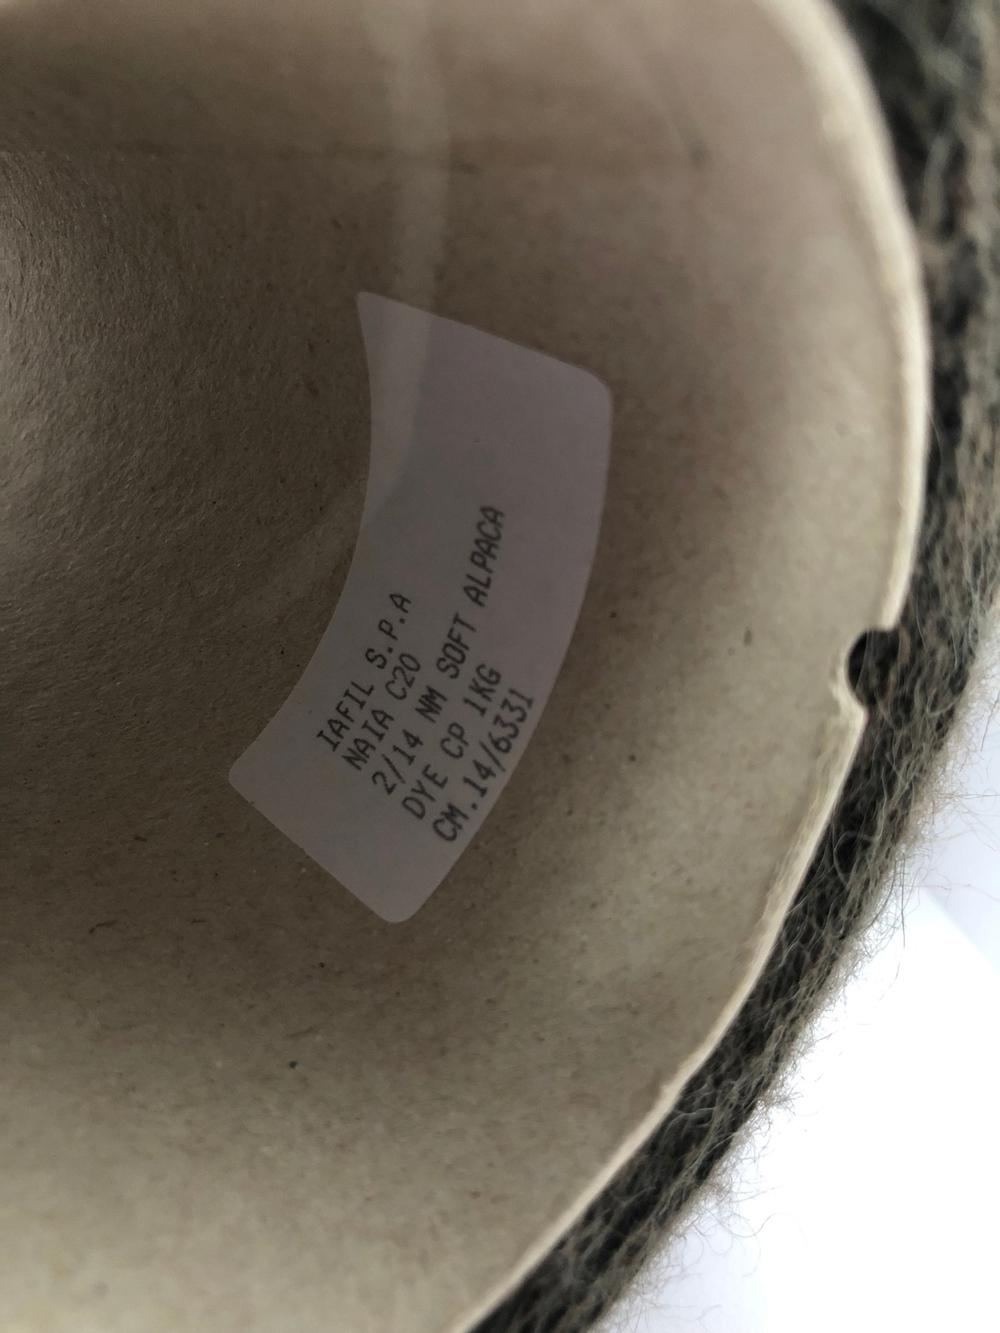 IAFIL S.P.A
NAIA C20
2/14 NM SOFT ALPACA
DYE CP 1KG
CM.14/6331